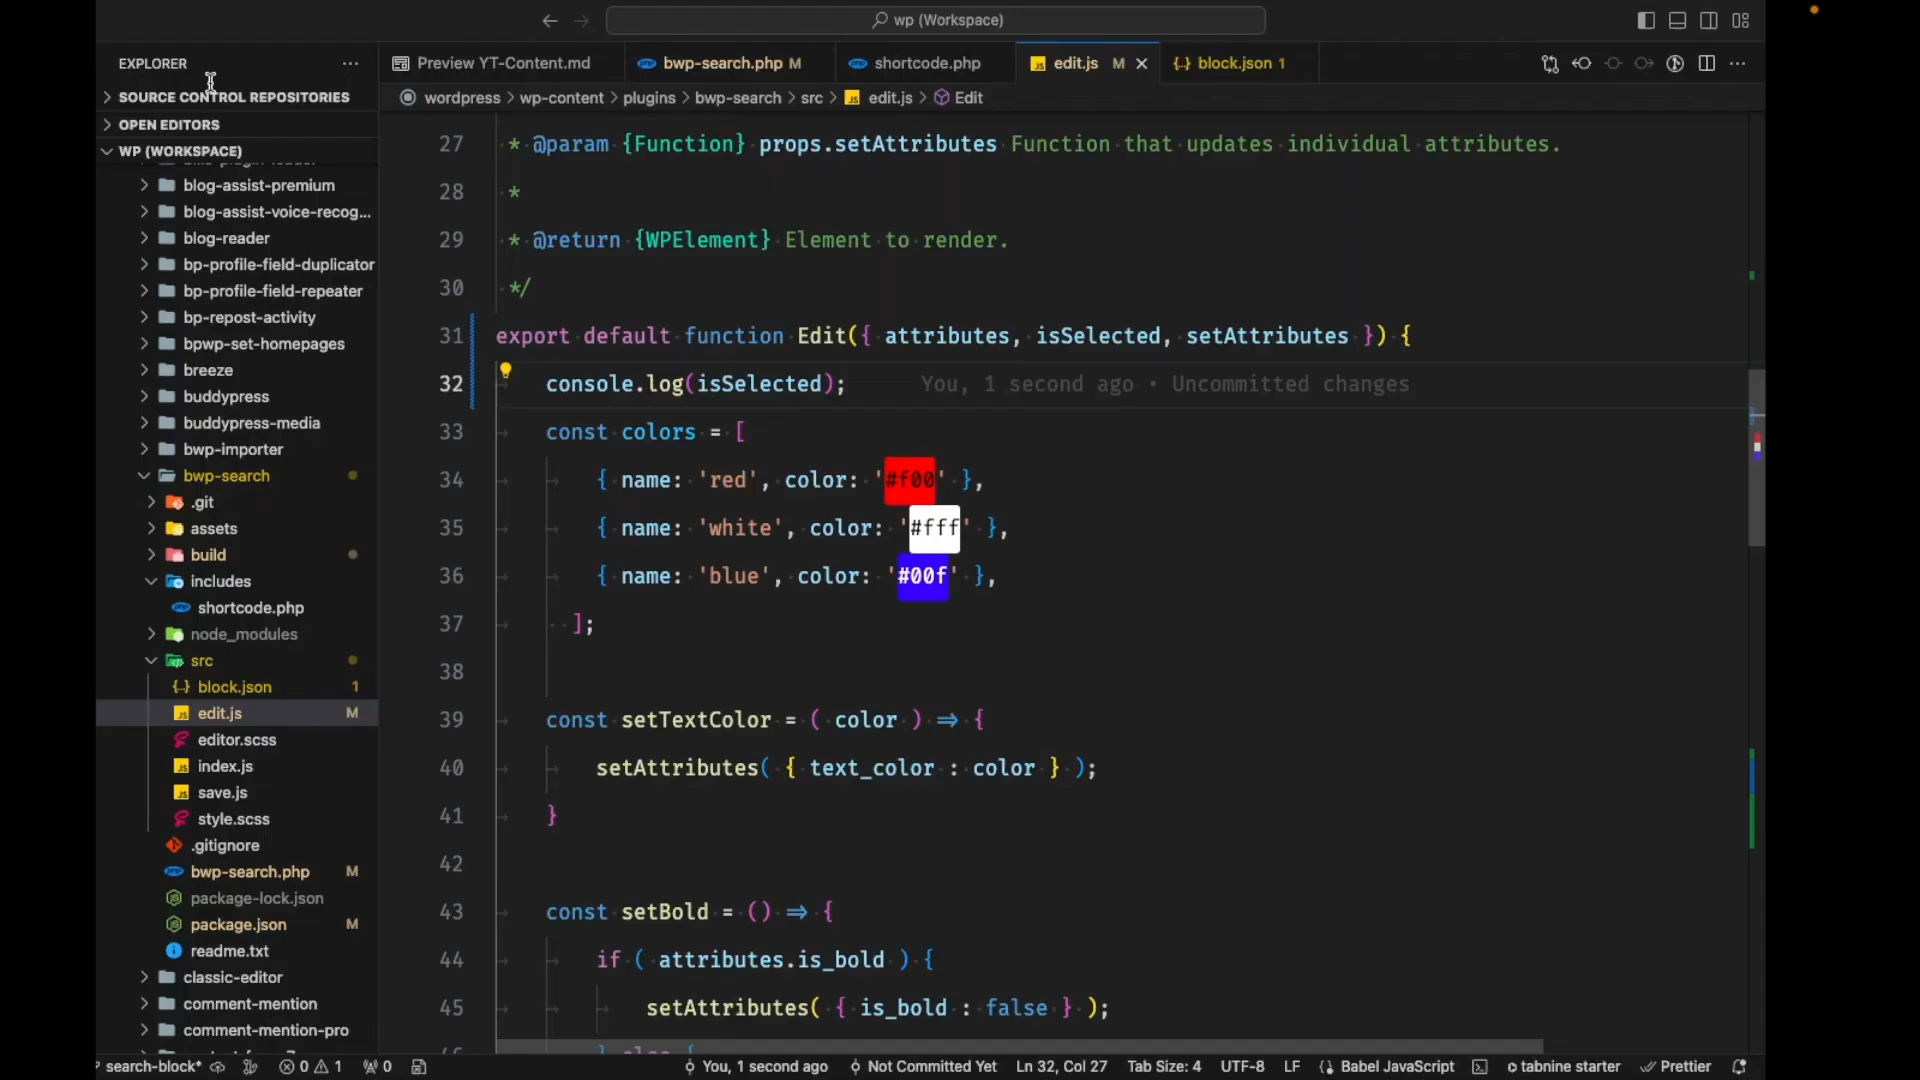 wp (Workspace)
EXPLORER
SOURCE CONTROL REPOSITORIES
OPEN EDITORS
WP (WORKSPACE)
blog-assist-premium
blog-assist-voice-recog...
blog-reader
bp-profile-field-duplicator
bp-profile-field-repeater
bp-repost-activity
bpwp-set-homepages
breeze
buddypress
buddypress-media
bwp-importer
bwp-search
.git
assets
build
includes
shortcode.php
node_modules
src
block.json 1
edit.js M
editor.scss
index.js
save.js
style.scss
.gitignore
bwp-search.php M
package-lock.json
package.json M
readme.txt
classic-editor
comment-mention
comment-mention-pro
Preview YT-Content.md
bwp-search.php M
shortcode.php
edit.js M
block.json 1
wordpress > wp-content > plugins > bwp-search > src > edit.js > Edit
27 * @param {Function} props.setAttributes Function that updates individual attributes.
28 *
29 * @return {WPElement} Element to render.
30 */
31 export default function Edit({ attributes, isSelected, setAttributes }) {
32 console.log(isSelected); You, 1 second ago • Uncommitted changes
33 const colors = [
34 { name: 'red', color: '#f00' },
35 { name: 'white', color: '#fff' },
36 { name: 'blue', color: '#00f' },
37 ];
38
39 const setTextColor = ( color ) => {
40 setAttributes( { text_color : color } );
41 }
42
43 const setBold = () => {
44 if ( attributes.is_bold ) {
45 setAttributes( { is_bold : false } );
search-block* 0 1 0 You, 1 second ago Not Committed Yet Ln 32, Col 27 Tab Size: 4 UTF-8 LF Babel JavaScript tabnine starter Prettier